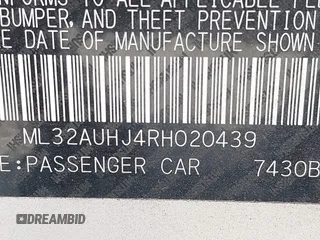 BUMPER, AND THEFT PREVENTION
E DATE OF MANUFACTURE SHOWN
ML32AUHJ4RH020439
E:PASSENGER CAR 7430B
DREAMBID